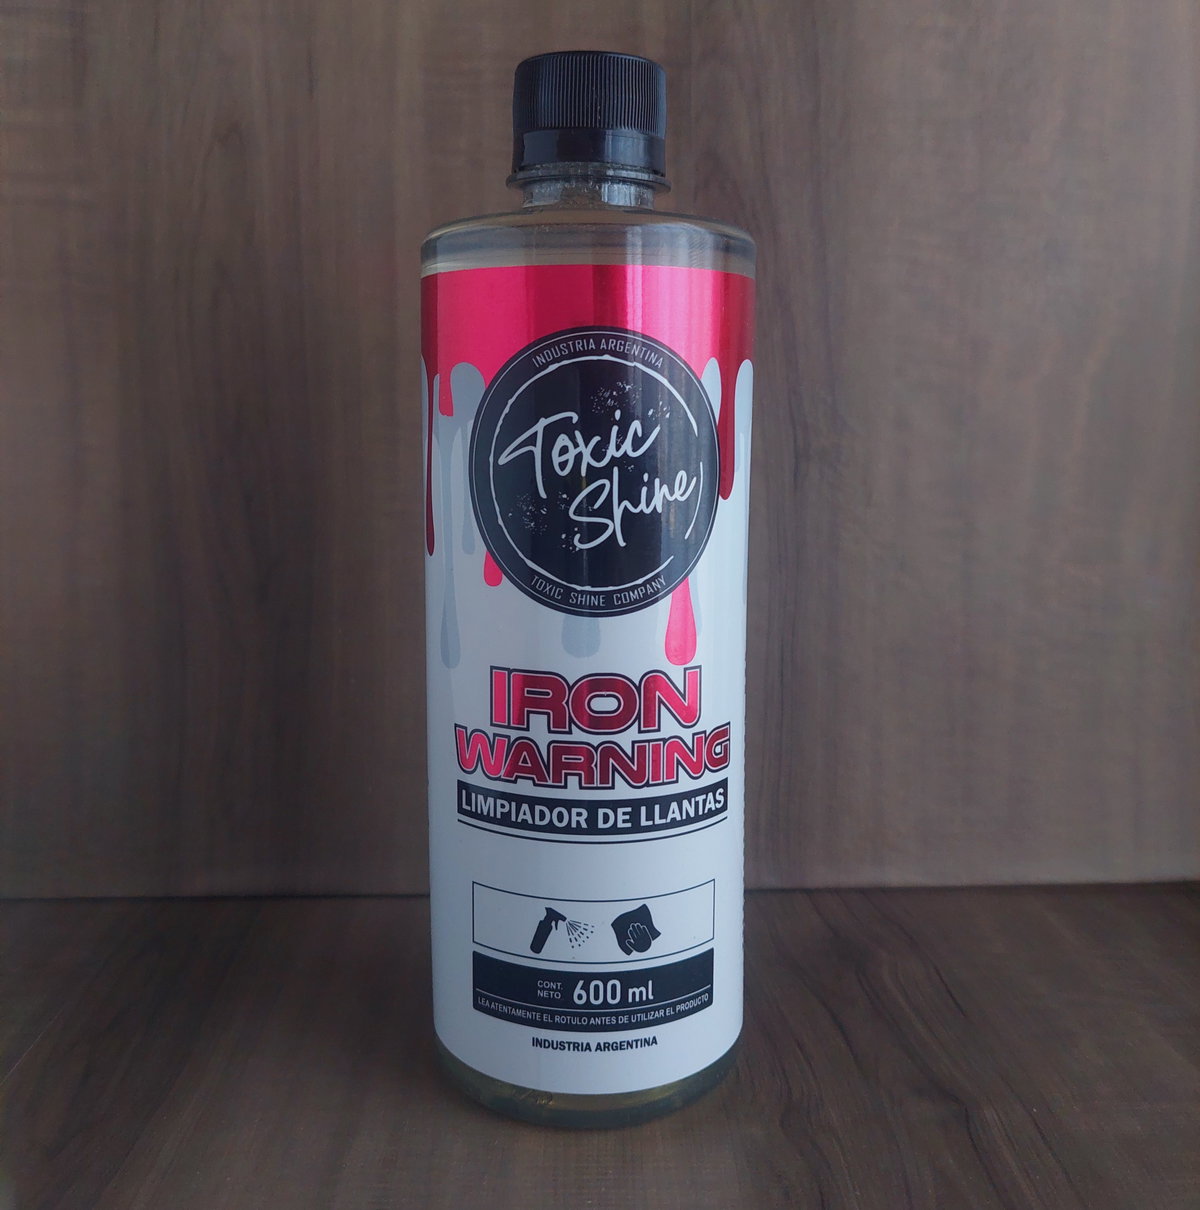 INDUSTRIA ARGENTINA
Toxic
Shine
TOXIC SHINE COMPANY
IRON
WARNING
LIMPIADOR DE LLANTAS
CONT.
NETO 600 ml
LEA ATENTAMENTE EL ROTULO ANTES DE UTILIZAR EL PRODUCTO
INDUSTRIA ARGENTINA